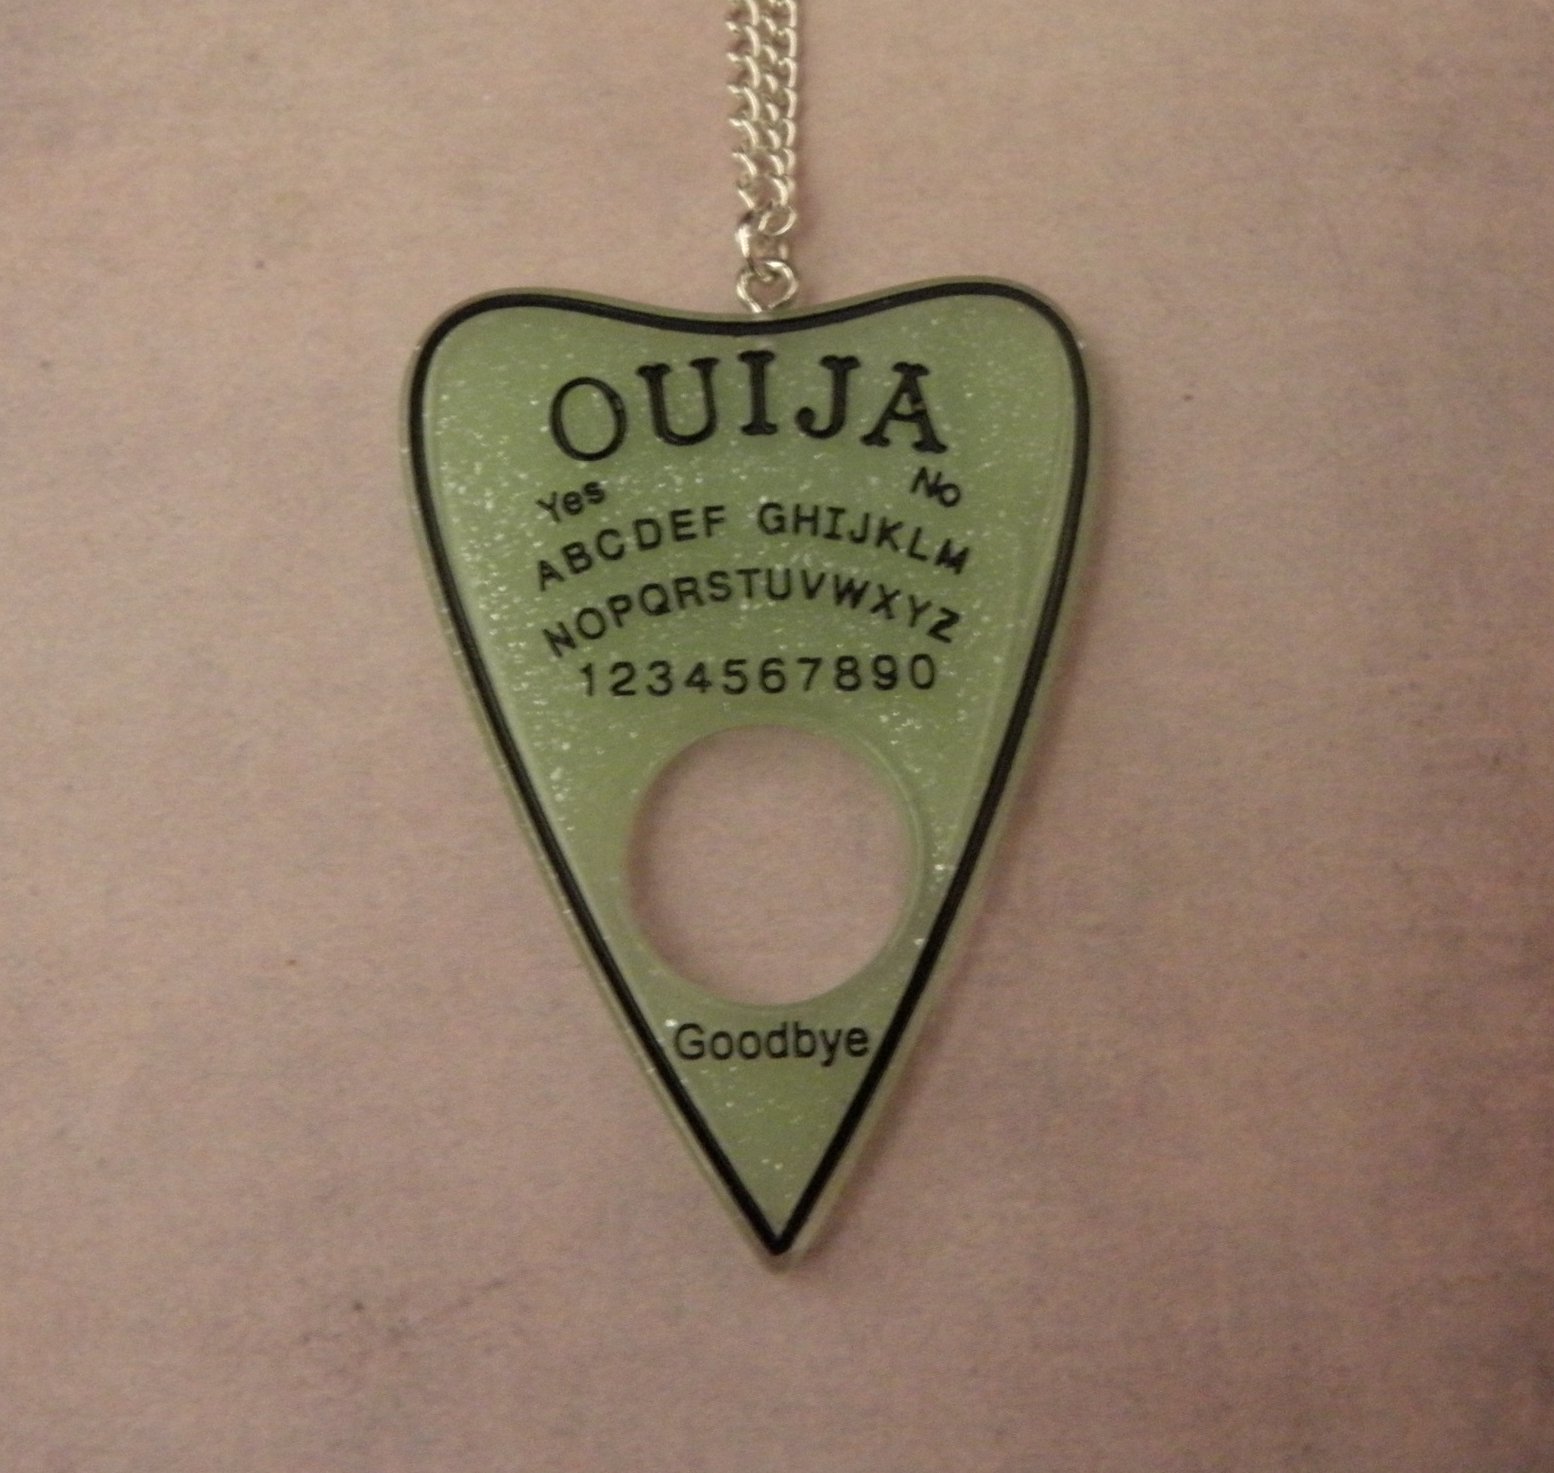 OUIJA
Yes No
ABCDEF GHIJKLM
NOPQRSTUVWXYZ
1234567890
Goodbye